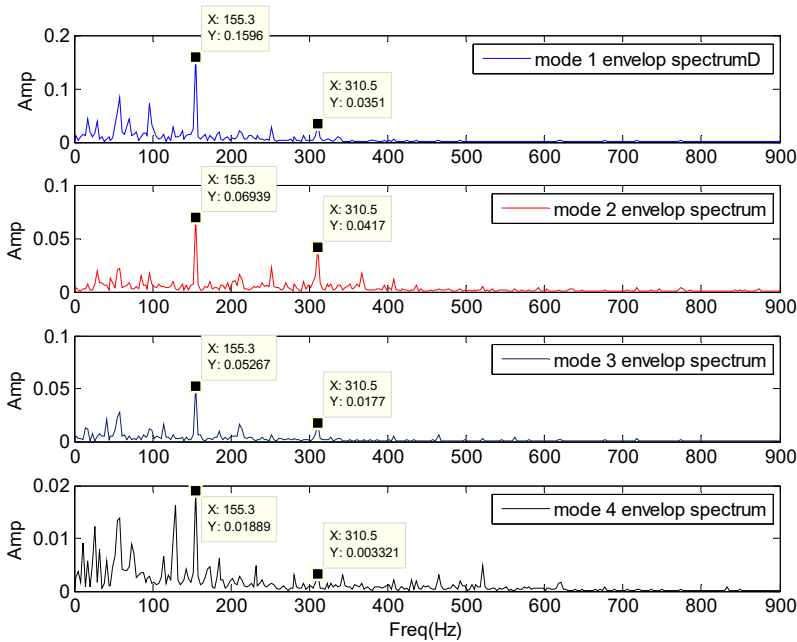 X: 155.3
Y: 0.1596
X: 310.5
Y: 0.0351
mode 1 envelop spectrumD
Amp
0.2
0.1
0
0 100 200 300 400 500 600 700 800 900
X: 155.3
Y: 0.06939
X: 310.5
Y: 0.0417
mode 2 envelop spectrum
Amp
0.1
0.05
0
0 100 200 300 400 500 600 700 800 900
X: 155.3
Y: 0.05267
X: 310.5
Y: 0.0177
mode 3 envelop spectrum
Amp
0.1
0.05
0
0 100 200 300 400 500 600 700 800 900
X: 155.3
Y: 0.01889
X: 310.5
Y: 0.003321
mode 4 envelop spectrum
Amp
0.02
0.01
0
0 100 200 300 400 500 600 700 800 900
Freq(Hz)